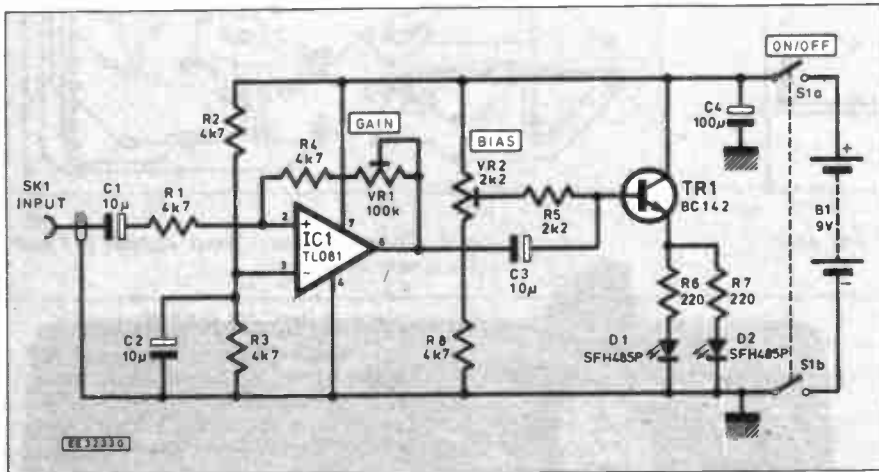 ON/OFF
S1a
C4
100μ
R2
4k7
GAIN
R4
4k7
VR1
100k
BIAS
VR2
2k2
TR1
BC142
SK1
INPUT
C1
10μ
R1
4k7
2
+
7
IC1
TL081
6
3
−
4
R5
2k2
C3
10μ
+
B1
9V
−
C2
10μ
R3
4k7
R8
4k7
R6
220
R7
220
D1
SFH485P
D2
SFH485P
S1b
EE3233G